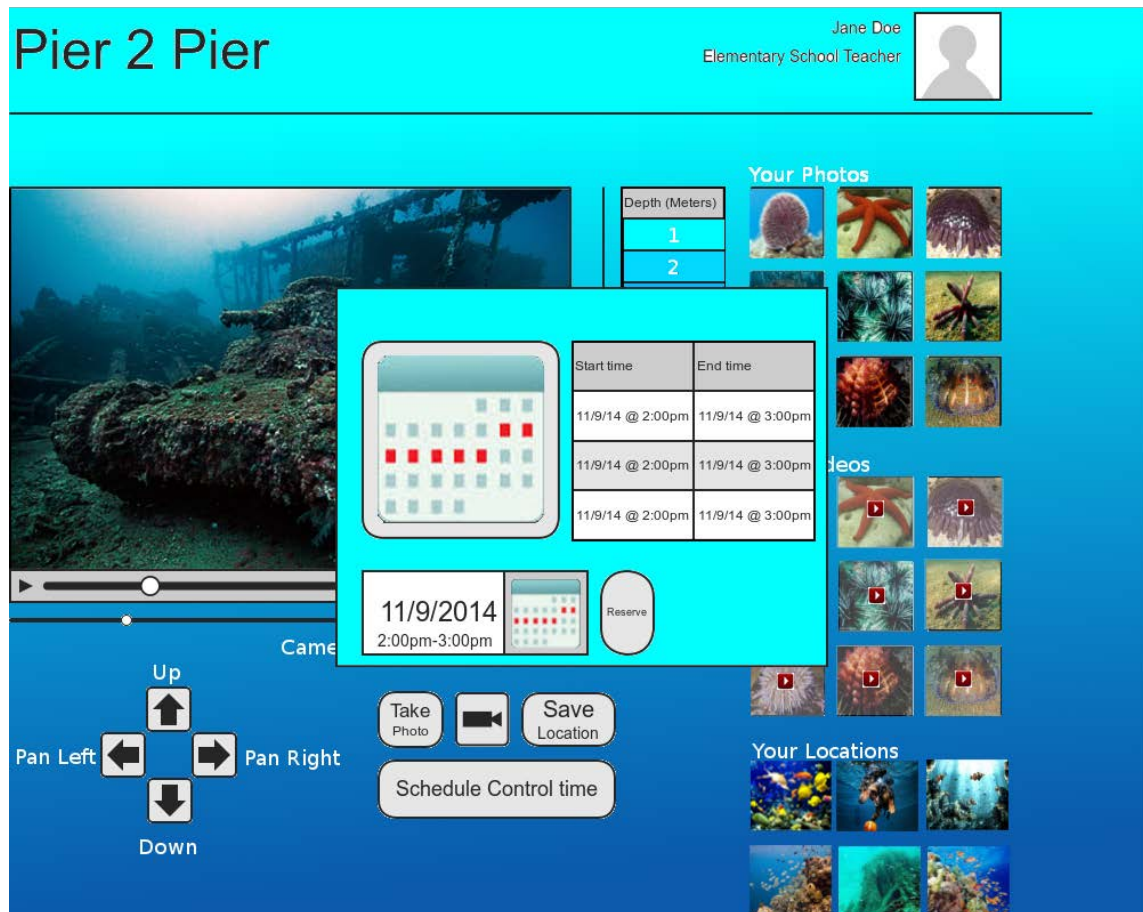 Pier 2 Pier
Jane Doe
Elementary School Teacher
Your Photos
Depth (Meters)
1
2
Start time End time
11/9/14 @ 2:00pm 11/9/14 @ 3:00pm
11/9/14 @ 2:00pm 11/9/14 @ 3:00pm
11/9/14 @ 2:00pm 11/9/14 @ 3:00pm
deos
11/9/2014
2:00pm-3:00pm
Reserve
Came
Up
Pan Left
Pan Right
Down
Take
Photo
Save
Location
Schedule Control time
Your Locations